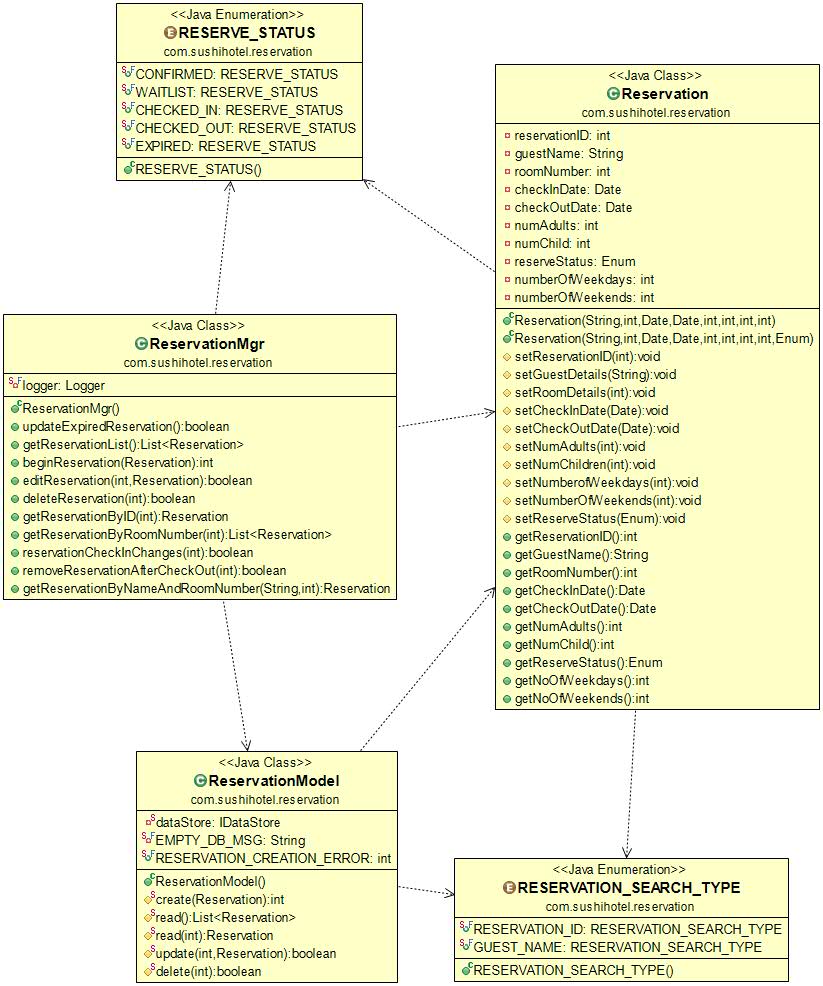 <<Java Enumeration>>
RESERVE_STATUS
com.sushihotel.reservation
CONFIRMED: RESERVE_STATUS
WAITLIST: RESERVE_STATUS
CHECKED_IN: RESERVE_STATUS
CHECKED_OUT: RESERVE_STATUS
EXPIRED: RESERVE_STATUS
RESERVE_STATUS()
<<Java Class>>
Reservation
com.sushihotel.reservation
reservationID: int
guestName: String
roomNumber: int
checkInDate: Date
checkOutDate: Date
numAdults: int
numChild: int
reserveStatus: Enum
numberOfWeekdays: int
numberOfWeekends: int
Reservation(String,int,Date,Date,int,int,int,int)
Reservation(String,int,Date,Date,int,int,int,int,Enum)
setReservationID(int):void
setGuestDetails(String):void
setRoomDetails(int):void
setCheckInDate(Date):void
setCheckOutDate(Date):void
setNumAdults(int):void
setNumChildren(int):void
setNumberofWeekdays(int):void
setNumberOfWeekends(int):void
setReserveStatus(Enum):void
getReservationID():int
getGuestName():String
getRoomNumber():int
getCheckInDate():Date
getCheckOutDate():Date
getNumAdults():int
getNumChild():int
getReserveStatus():Enum
getNoOfWeekdays():int
getNoOfWeekends():int
<<Java Class>>
ReservationMgr
com.sushihotel.reservation
logger: Logger
ReservationMgr()
updateExpiredReservation():boolean
getReservationList():List<Reservation>
beginReservation(Reservation):int
editReservation(int,Reservation):boolean
deleteReservation(int):boolean
getReservationByID(int):Reservation
getReservationByRoomNumber(int):List<Reservation>
reservationCheckInChanges(int):boolean
removeReservationAfterCheckOut(int):boolean
getReservationByNameAndRoomNumber(String,int):Reservation
<<Java Class>>
ReservationModel
com.sushihotel.reservation
dataStore: IDataStore
EMPTY_DB_MSG: String
RESERVATION_CREATION_ERROR: int
ReservationModel()
create(Reservation):int
read():List<Reservation>
read(int):Reservation
update(int,Reservation):boolean
delete(int):boolean
<<Java Enumeration>>
RESERVATION_SEARCH_TYPE
com.sushihotel.reservation
RESERVATION_ID: RESERVATION_SEARCH_TYPE
GUEST_NAME: RESERVATION_SEARCH_TYPE
RESERVATION_SEARCH_TYPE()